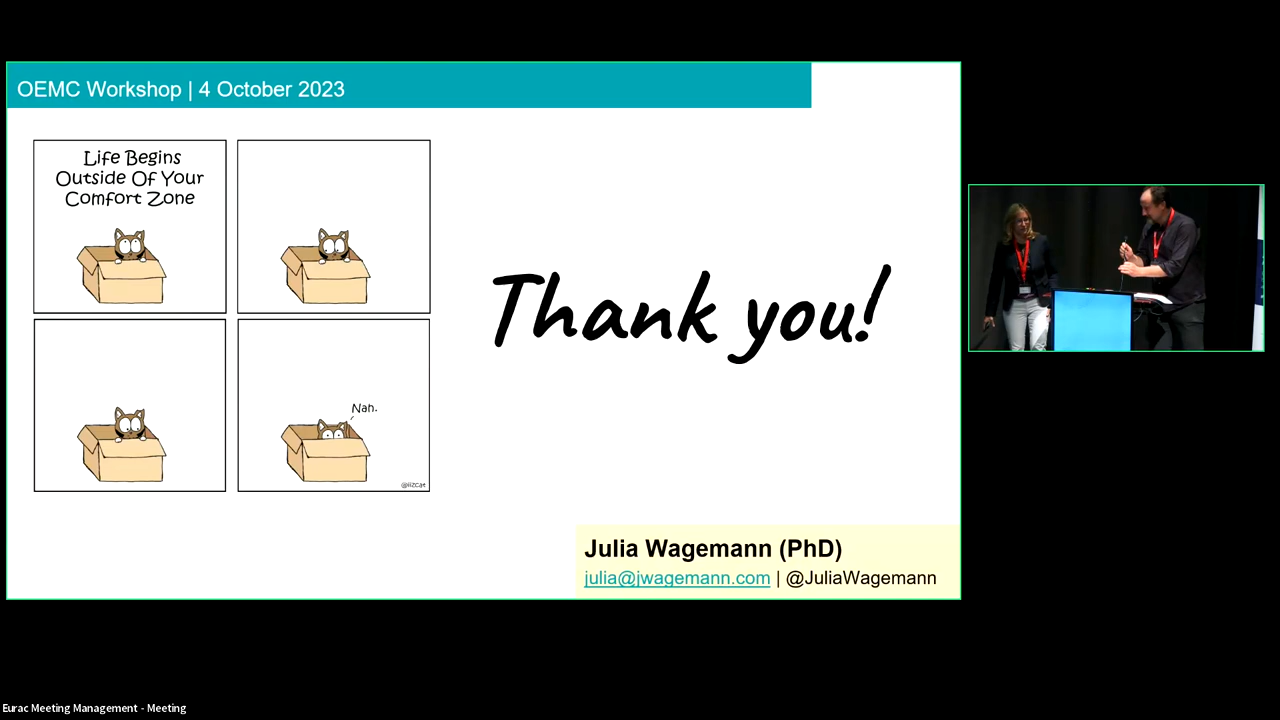 OEMC Workshop | 4 October 2023
Life Begins
Outside Of Your
Comfort Zone
Nah.
@iiZCat
Thank you!
Julia Wagemann (PhD)
julia@jwagemann.com | @JuliaWagemann
Eurac Meeting Management - Meeting